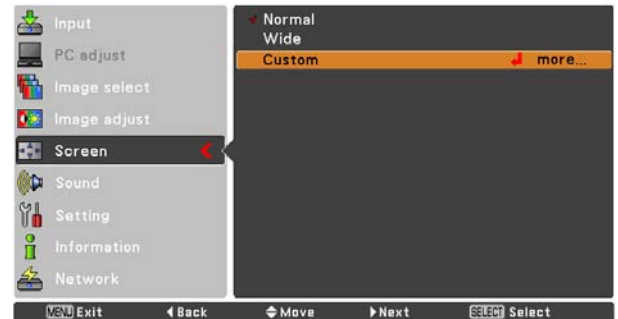 Input
PC adjust
Image select
Image adjust
Screen
Sound
Setting
Information
Network
Normal
Wide
Custom more...
MENU Exit Back Move Next SELECT Select